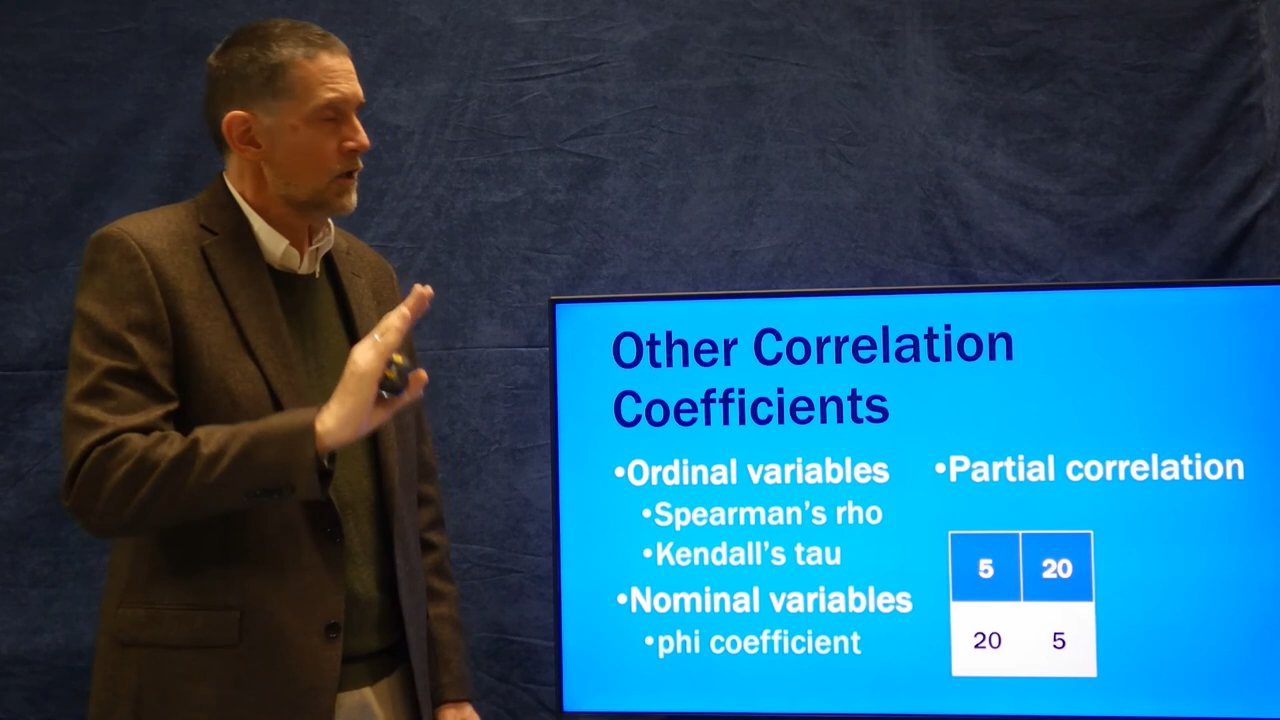 Other Correlation
Coefficients
•Ordinal variables
•Spearman's rho
•Kendall's tau
•Nominal variables
•phi coefficient
•Partial correlation
5 20
20 5